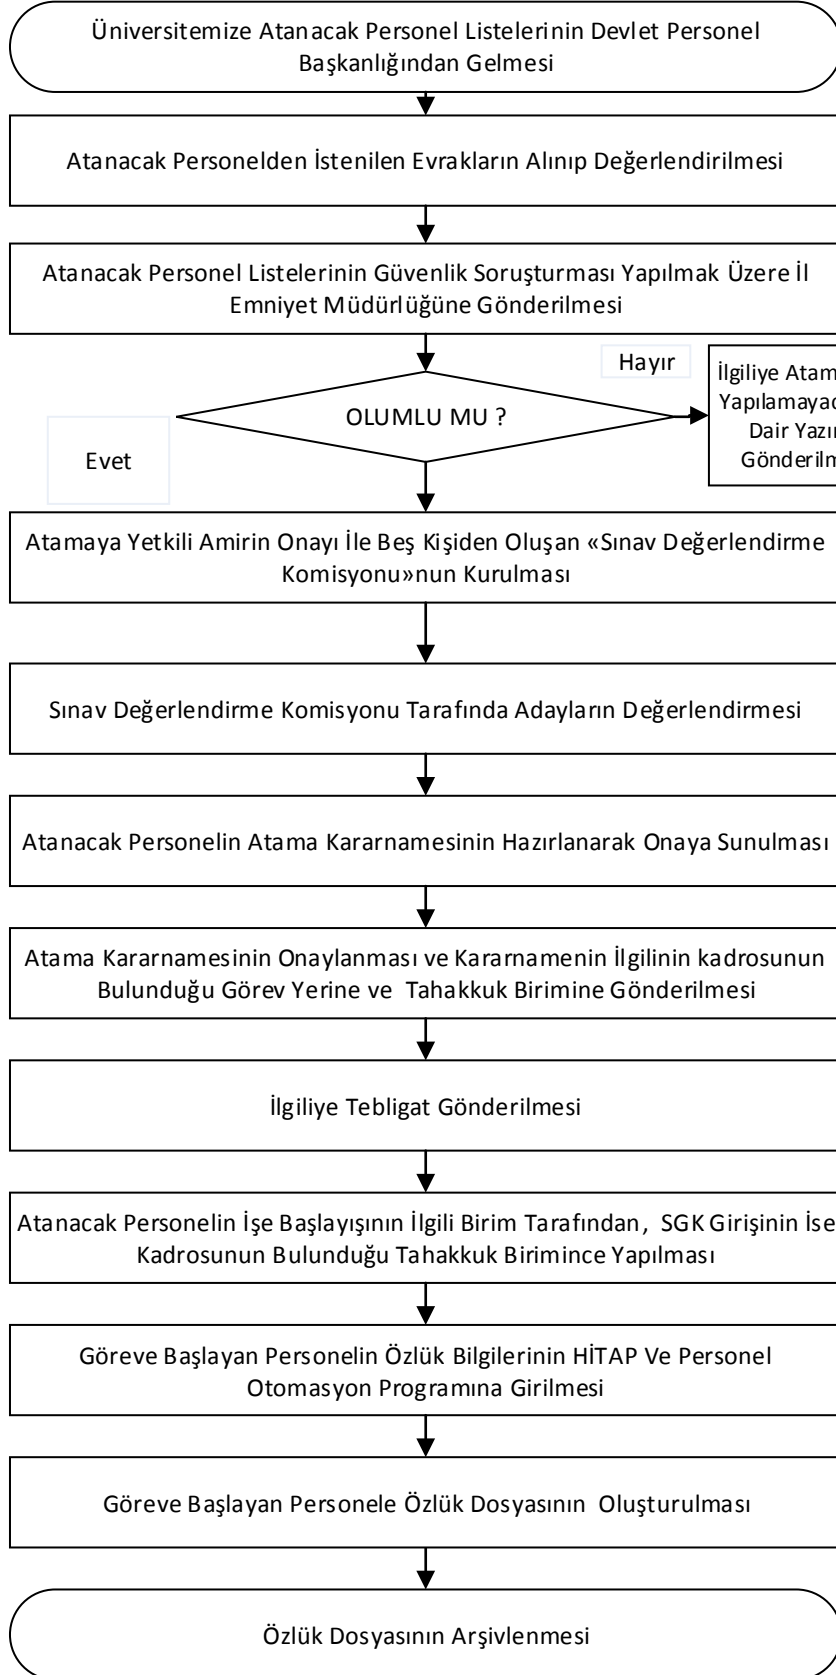 Üniversitemize Atanacak Personel Listelerinin Devlet Personel
Başkanlığından Gelmesi
Atanacak Personelden İstenilen Evrakların Alınıp Değerlendirilmesi
Atanacak Personel Listelerinin Güvenlik Soruşturması Yapılmak Üzere İl
Emniyet Müdürlüğüne Gönderilmesi
OLUMLU MU ?
Hayır
İlgiliye
Dair
Evet
Atamaya Yetkili Amirin Onayı İle Beş Kişiden Oluşan «Sınav Değerlendirme
Komisyonu»nun Kurulması
Sınav Değerlendirme Komisyonu Tarafında Adayların Değerlendirmesi
Atanacak Personelin Atama Kararnamesinin Hazırlanarak Onaya Sunulması
Atama Kararnamesinin Onaylanması ve Kararnamenin İlgilinin kadrosunun
Bulunduğu Görev Yerine ve Tahakkuk Birimine Gönderilmesi
İlgiliye Tebligat Gönderilmesi
Atanacak Personelin İşe Başlayışının İlgili Birim Tarafından, SGK Girişinin İse
Kadrosunun Bulunduğu Tahakkuk Birimince Yapılması
Göreve Başlayan Personelin Özlük Bilgilerinin HİTAP Ve Personel
Otomasyon Programına Girilmesi
Göreve Başlayan Personele Özlük Dosyasının Oluşturulması
Özlük Dosyasının Arşivlenmesi